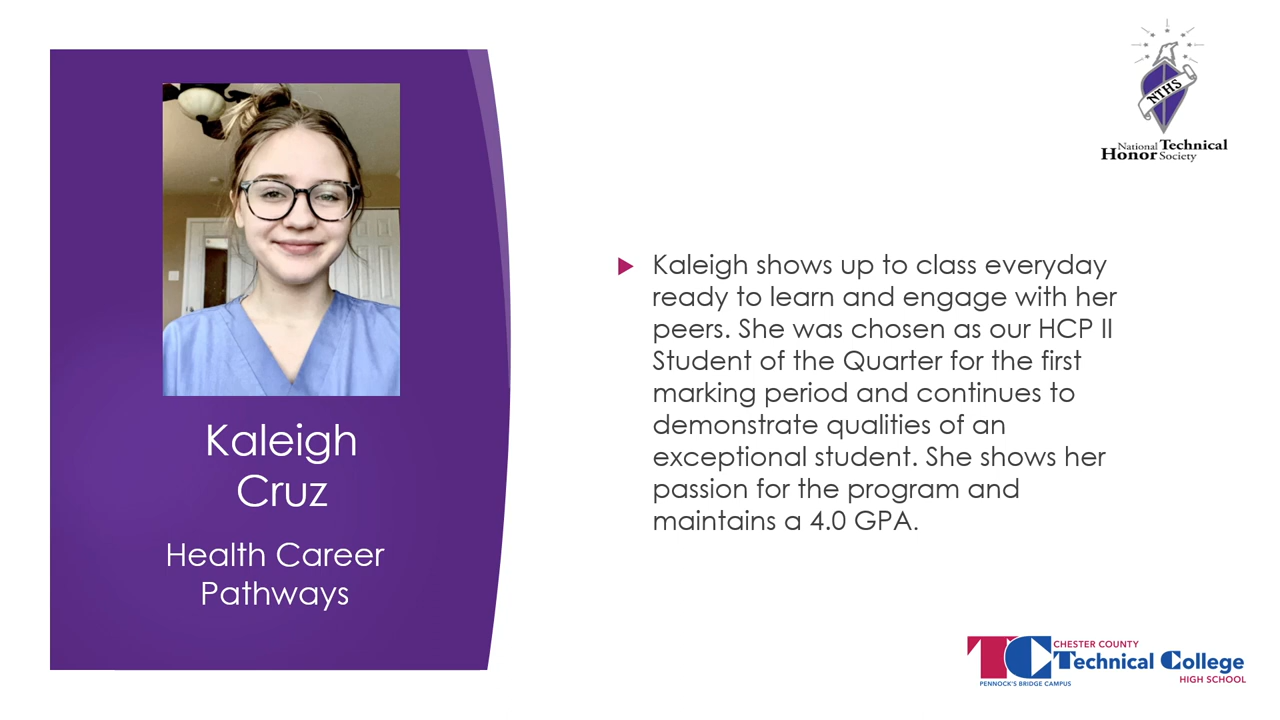 NTHS
National Technical
Honor Society
Kaleigh shows up to class everyday
ready to learn and engage with her
peers. She was chosen as our HCP II
Student of the Quarter for the first
marking period and continues to
demonstrate qualities of an
exceptional student. She shows her
passion for the program and
maintains a 4.0 GPA.
Kaleigh
Cruz
Health Career
Pathways
TC
CHESTER COUNTY
Technical College
HIGH SCHOOL
PENNOCK'S BRIDGE CAMPUS